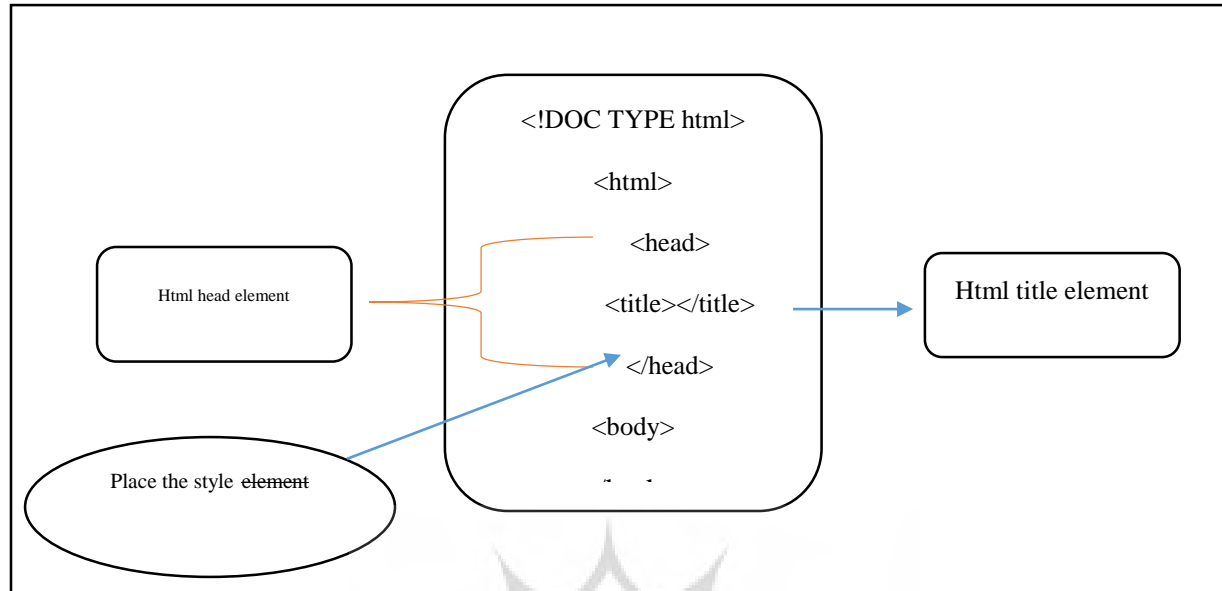 <!DOC TYPE html>
<html>
<head>
Html head element
<title></title>
Html title element
</head>
<body>
Place the style element